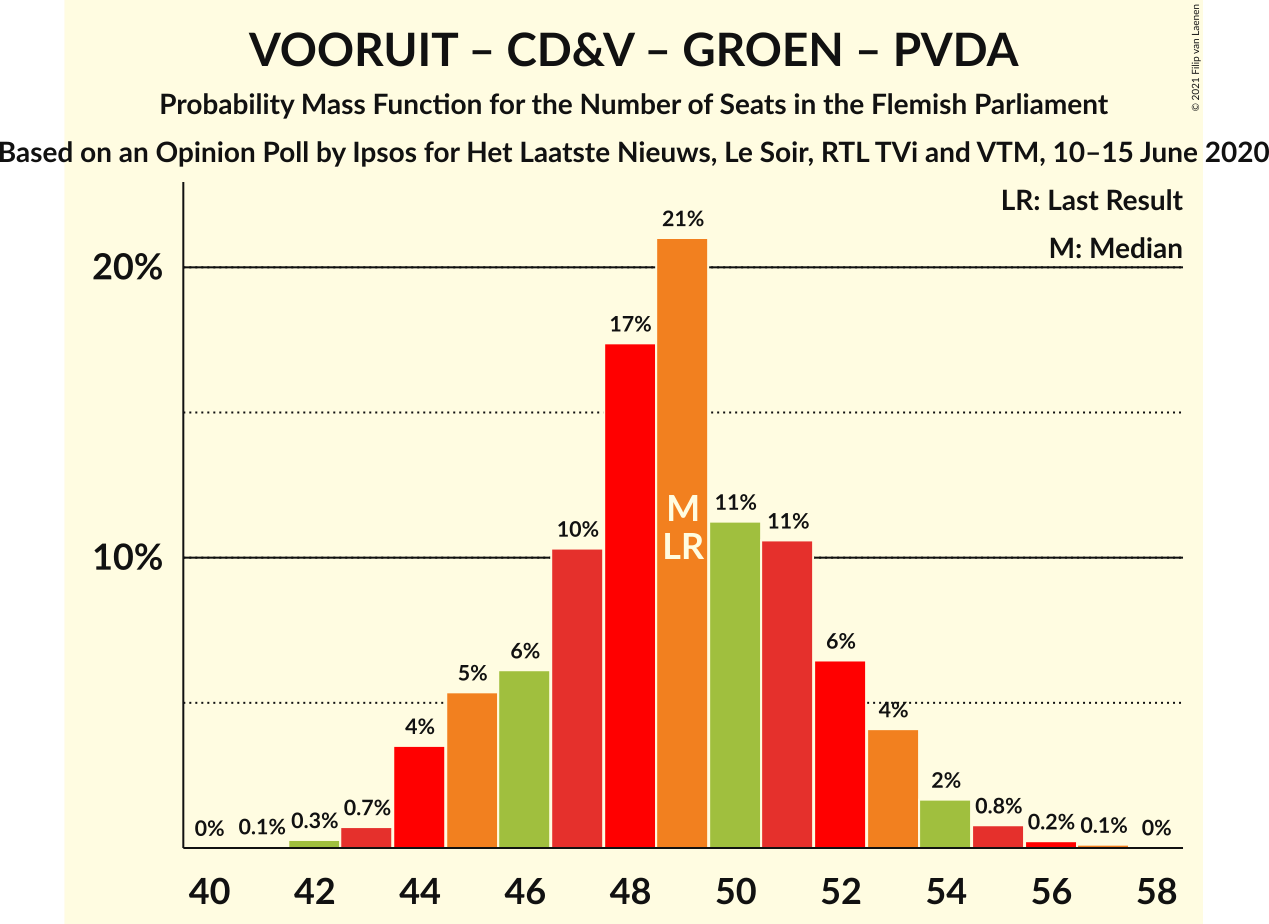 VOORUIT – CD&V – GROEN – PVDA
Probability Mass Function for the Number of Seats in the Flemish Parliament
Based on an Opinion Poll by Ipsos for Het Laatste Nieuws, Le Soir, RTL TVi and VTM, 10–15 June 2020
© 2021 Filip van Laenen
LR: Last Result
M: Median
20%
10%
0%
0.1%
0.3%
0.7%
4%
5%
6%
10%
17%
21%
11%
11%
6%
4%
2%
0.8%
0.2%
0.1%
0%
M
LR
40 42 44 46 48 50 52 54 56 58